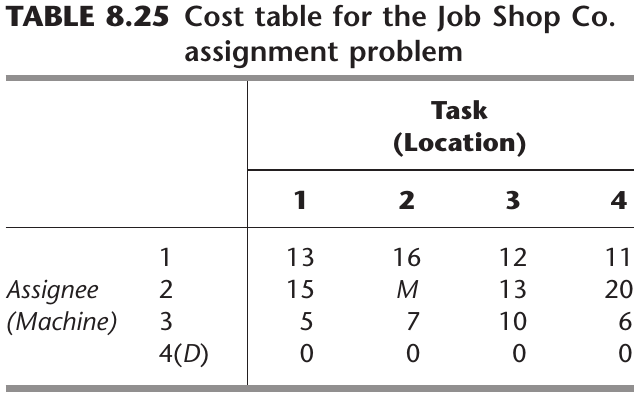 TABLE 8.25 Cost table for the Job Shop Co.
assignment problem
Task
(Location)
1 2 3 4
1 13 16 12 11
Assignee 2 15 M 13 20
(Machine) 3 5 7 10 6
4(D) 0 0 0 0